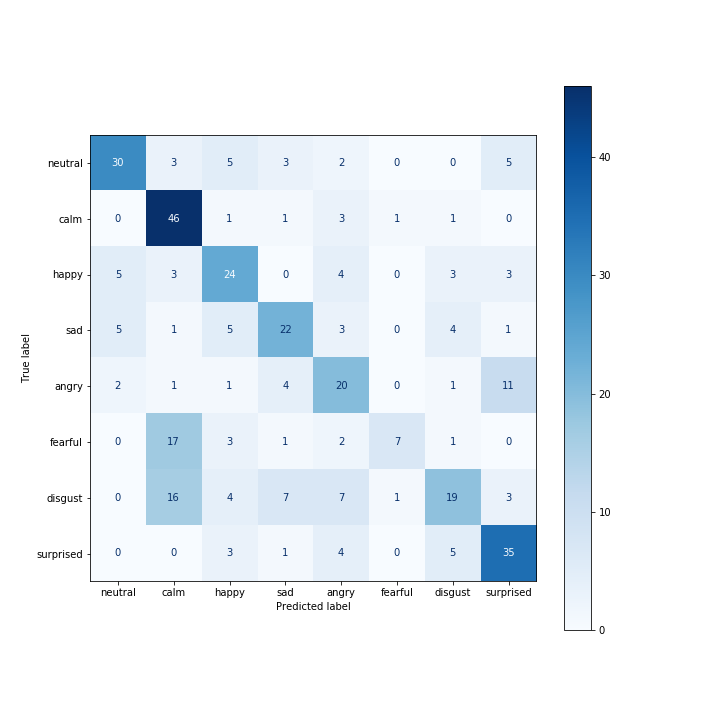 neutral 30 3 5 3 2 0 0 5
calm 0 46 1 1 3 1 1 0
happy 5 3 24 0 4 0 3 3
sad 5 1 5 22 3 0 4 1
angry 2 1 1 4 20 0 1 11
fearful 0 17 3 1 2 7 1 0
disgust 0 16 4 7 7 1 19 3
surprised 0 0 3 1 4 0 5 35
neutral calm happy sad angry fearful disgust surprised
Predicted label
True label
40
30
20
10
0